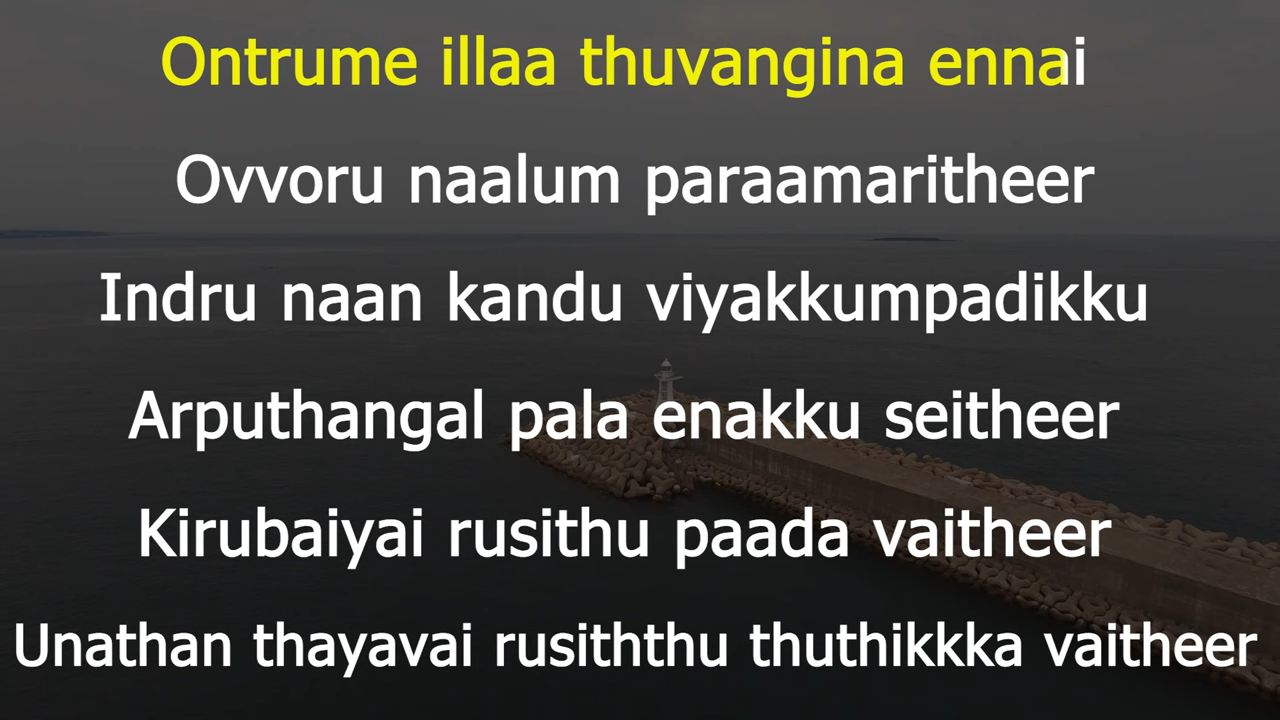 Ontrume illaa thuvangina ennai
Ovvoru naalum paraamaritheer
Indru naan kandu viyakkumpadikku
Arputhangal pala enakku seitheer
Kirubaiyai rusithu paada vaitheer
Unathan thayavai rusiththu thuthikkka vaitheer